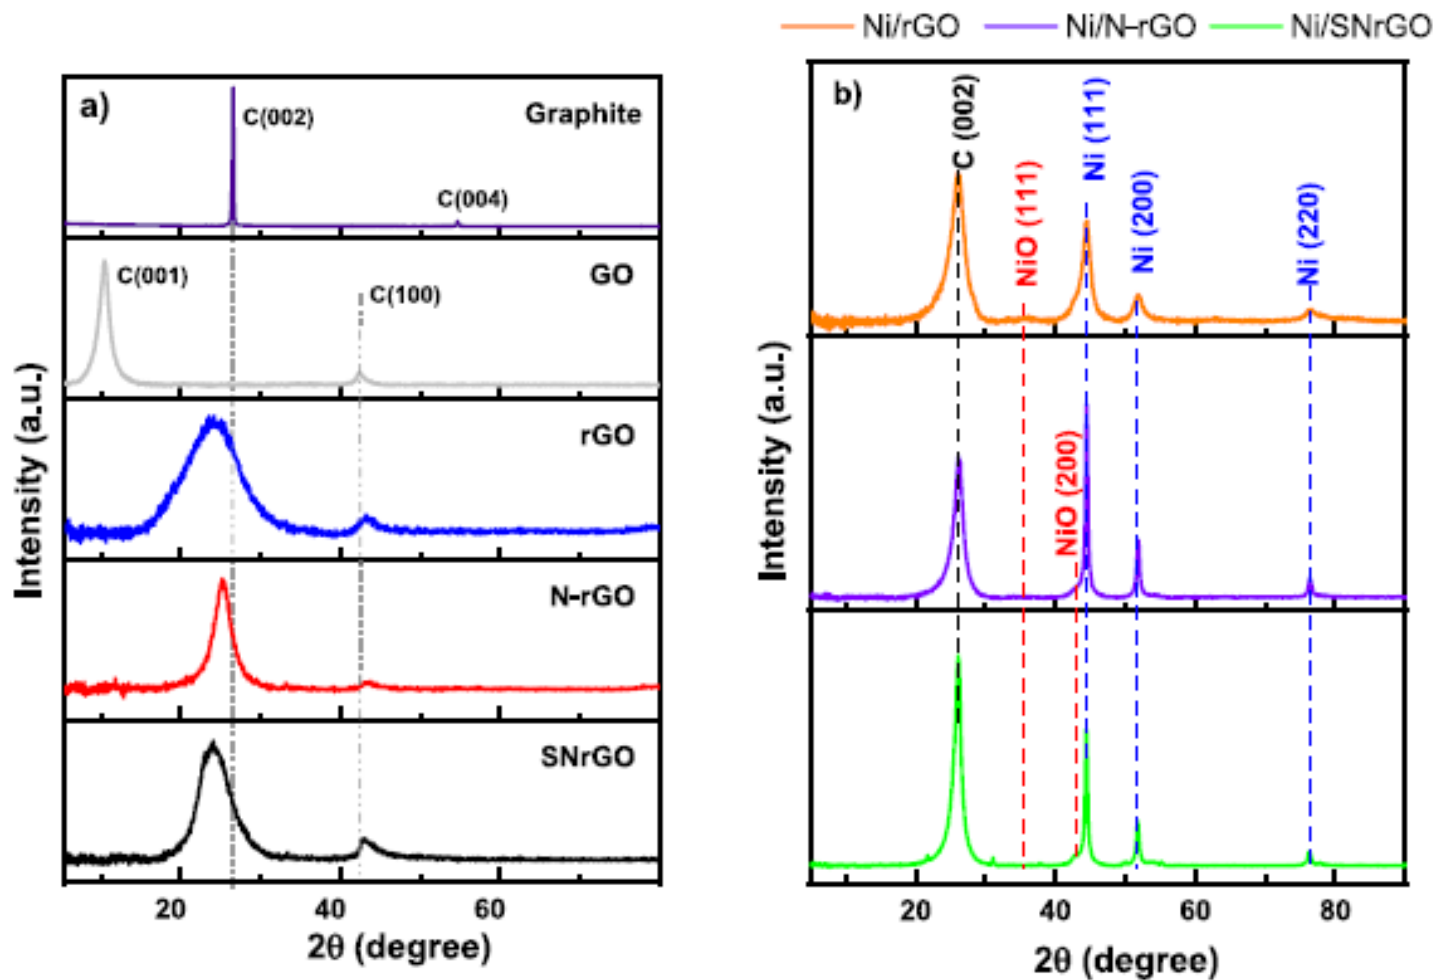 Ni/rGO Ni/N-rGO Ni/SNrGO
a)
C(002)
Graphite
C(004)
C(001)
GO
C(100)
rGO
N-rGO
SNrGO
Intensity (a.u.)
20 40 60
2θ (degree)
b)
C (002)
NiO (111)
Ni (111)
Ni (200)
Ni (220)
NiO (200)
Intensity (a.u.)
20 40 60 80
2θ (degree)